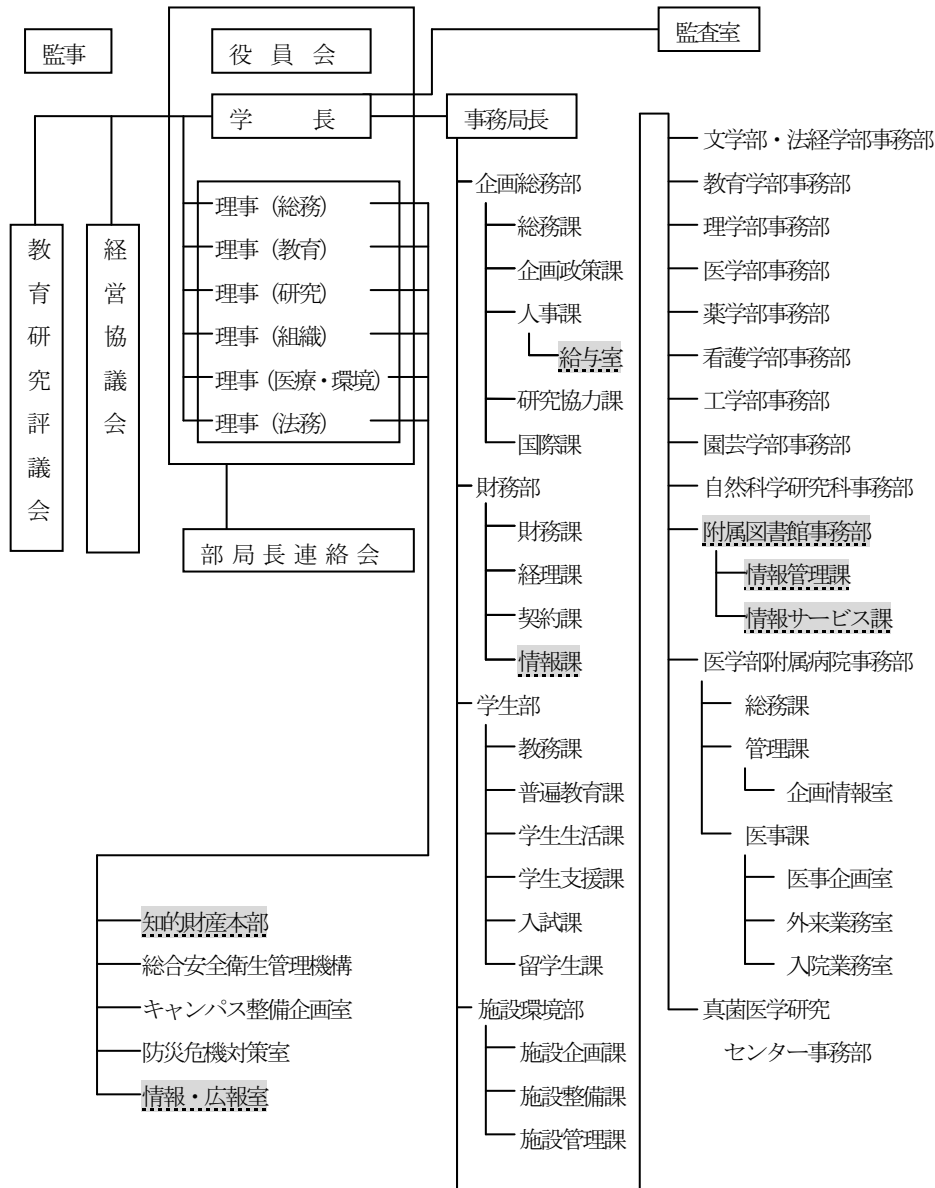 監事
役員会
監査室
学長
事務局長
教育研究評議会
経営協議会
理事（総務）
理事（教育）
理事（研究）
理事（組織）
理事（医療・環境）
理事（法務）
部局長連絡会
知的財産本部
総合安全衛生管理機構
キャンパス整備企画室
防災危機対策室
情報・広報室
企画総務部
総務課
企画政策課
人事課
給与室
研究協力課
国際課
財務部
財務課
経理課
契約課
情報課
学生部
教務課
普遍教育課
学生生活課
学生支援課
入試課
留学生課
施設環境部
施設企画課
施設整備課
施設管理課
文学部・法経学部事務部
教育学部事務部
理学部事務部
医学部事務部
薬学部事務部
看護学部事務部
工学部事務部
園芸学部事務部
自然科学研究科事務部
附属図書館事務部
情報管理課
情報サービス課
医学部附属病院事務部
総務課
管理課
企画情報室
医事課
医事企画室
外来業務室
入院業務室
真菌医学研究
センター事務部